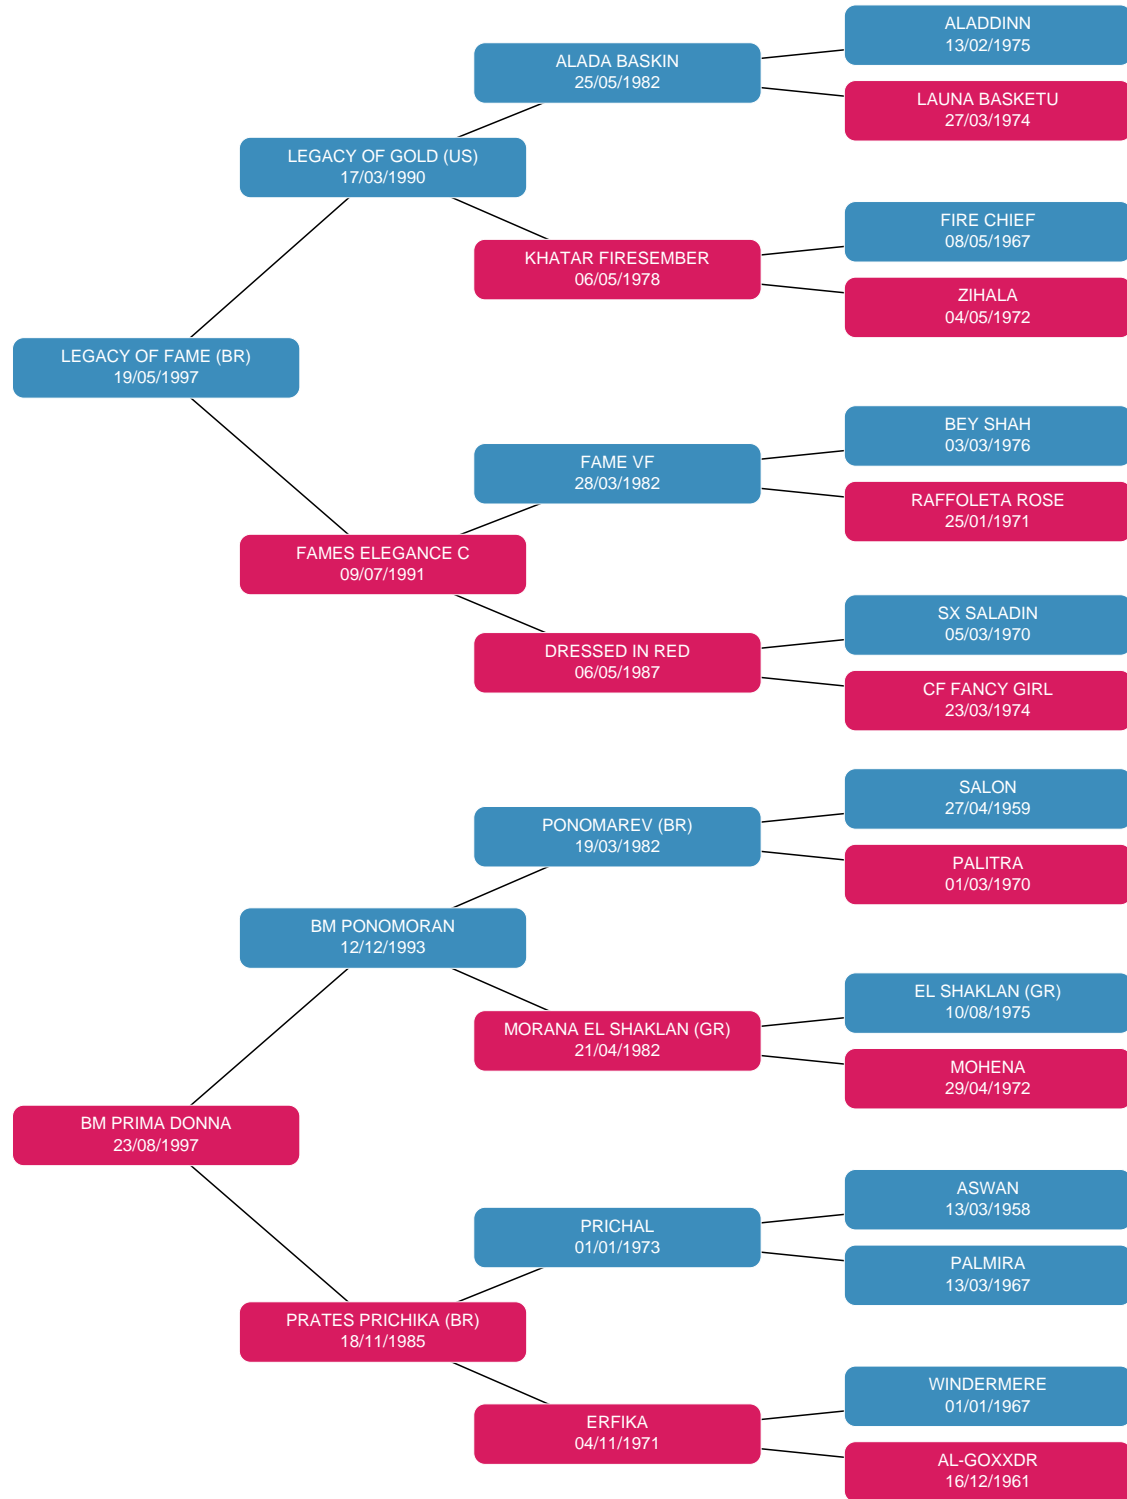 ALADDINN
13/02/1975
ALADA BASKIN
25/05/1982
LAUNA BASKETU
27/03/1974
LEGACY OF GOLD (US)
17/03/1990
FIRE CHIEF
08/05/1967
KHATAR FIRESEMBER
06/05/1978
ZIHALA
04/05/1972
LEGACY OF FAME (BR)
19/05/1997
BEY SHAH
03/03/1976
FAME VF
28/03/1982
RAFFOLETA ROSE
25/01/1971
FAMES ELEGANCE C
09/07/1991
SX SALADIN
05/03/1970
DRESSED IN RED
06/05/1987
CF FANCY GIRL
23/03/1974
SALON
27/04/1959
PONOMAREV (BR)
19/03/1982
PALITRA
01/03/1970
BM PONOMORAN
12/12/1993
EL SHAKLAN (GR)
10/08/1975
MORANA EL SHAKLAN (GR)
21/04/1982
MOHENA
29/04/1972
BM PRIMA DONNA
23/08/1997
ASWAN
13/03/1958
PRICHAL
01/01/1973
PALMIRA
13/03/1967
PRATES PRICHIKA (BR)
18/11/1985
WINDERMERE
01/01/1967
ERFIKA
04/11/1971
AL-GOXXDR
16/12/1961